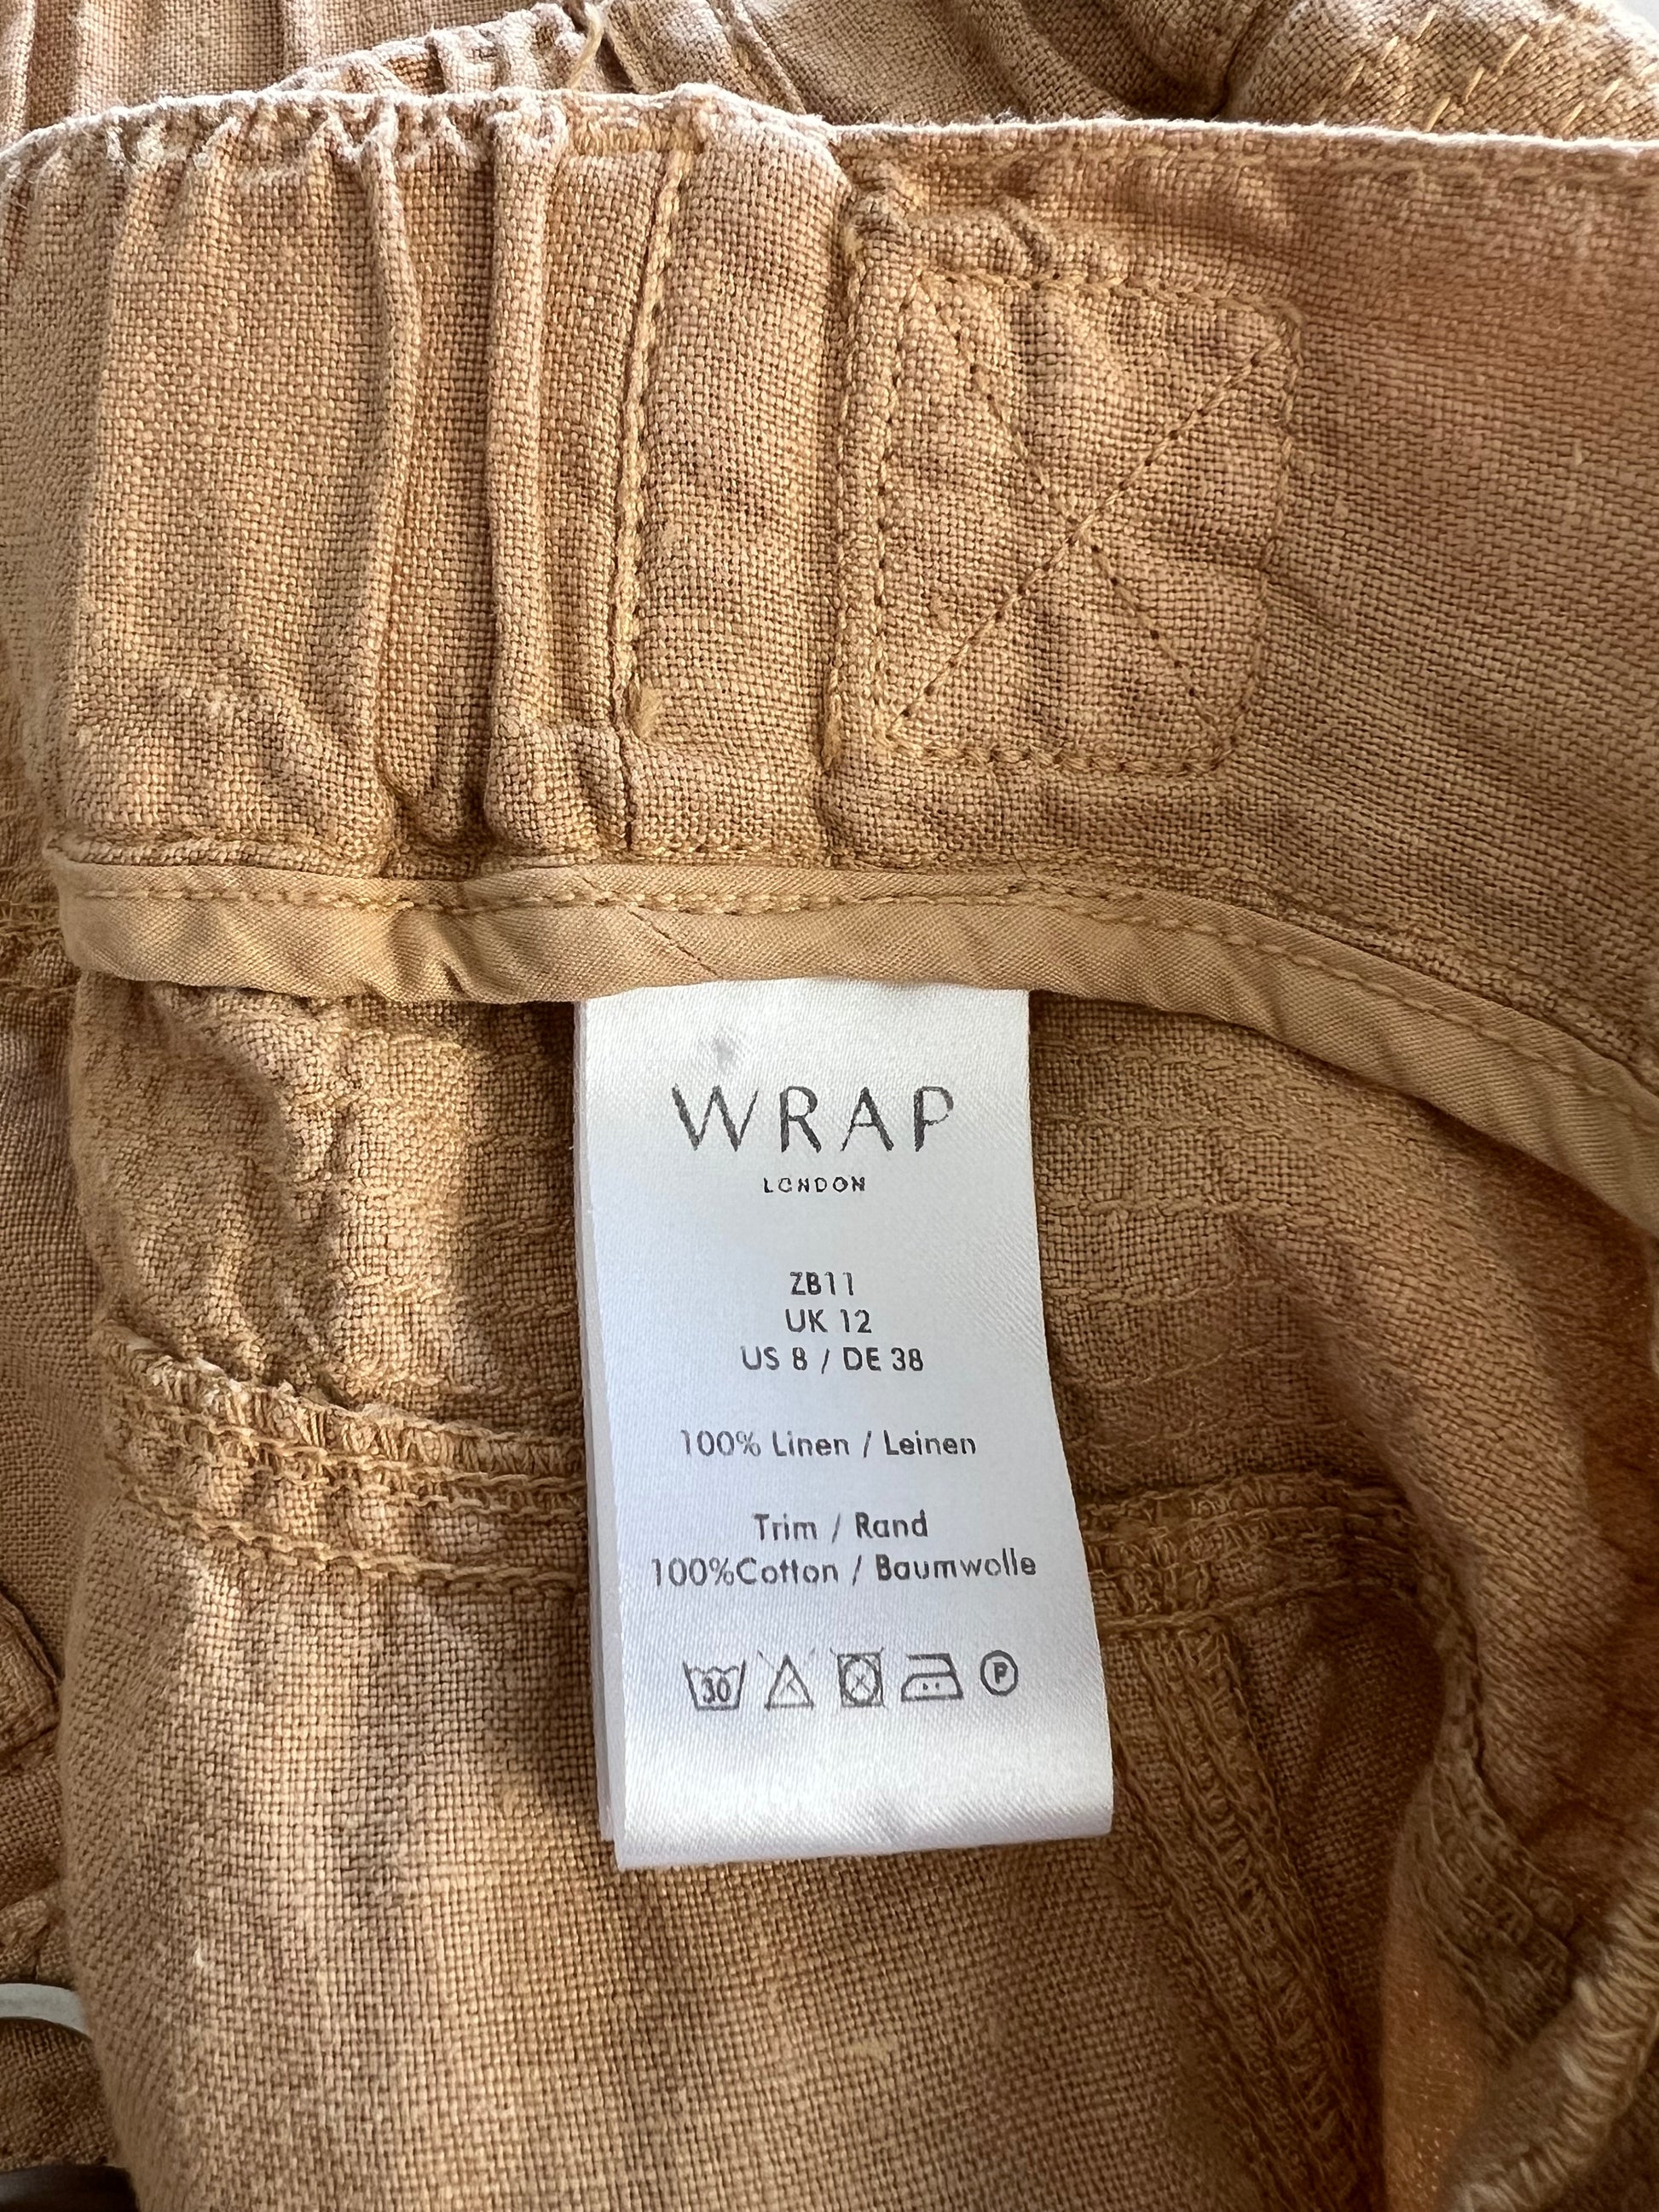 WRAP
LONDON
ZB11
UK 12
US 8 / DE 38
100% Linen / Leinen
Trim / Rand
100%Cotton / Baumwolle
30 P